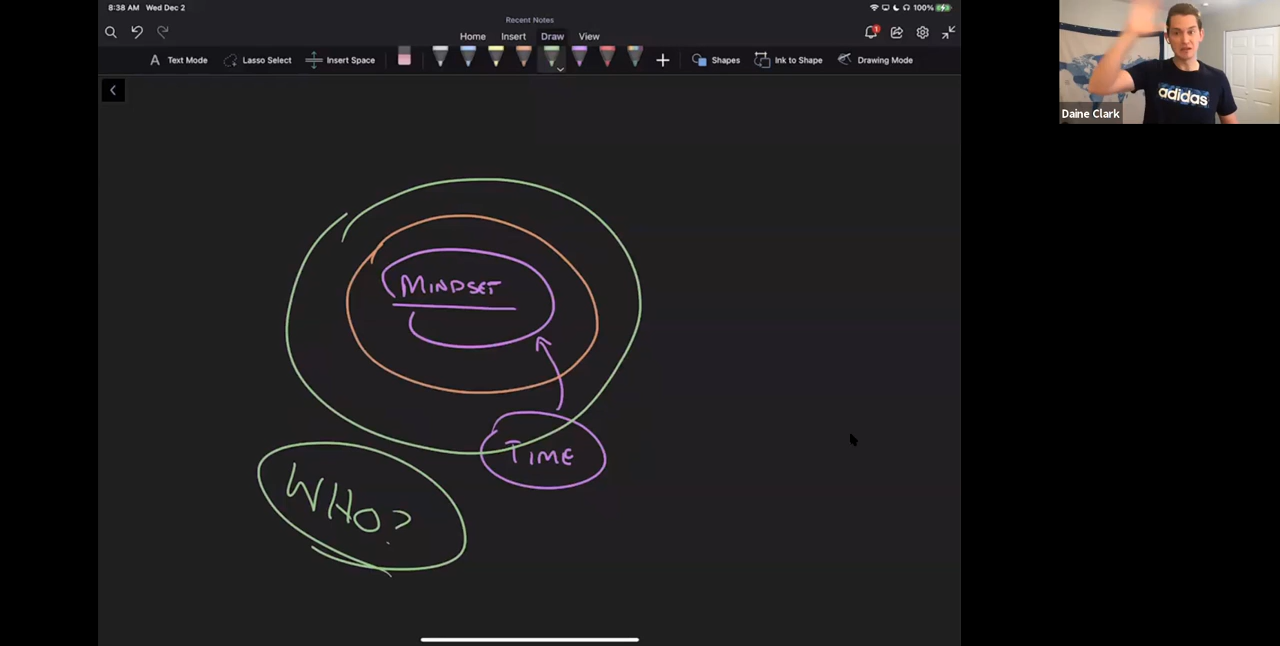 8:38 AM Wed Dec 2
100%
Recent Notes
Home Insert Draw View
1
Text Mode Lasso Select Insert Space Shapes Ink to Shape Drawing Mode
adidas
Daine Clark
MINDSET
TIME
WHO?